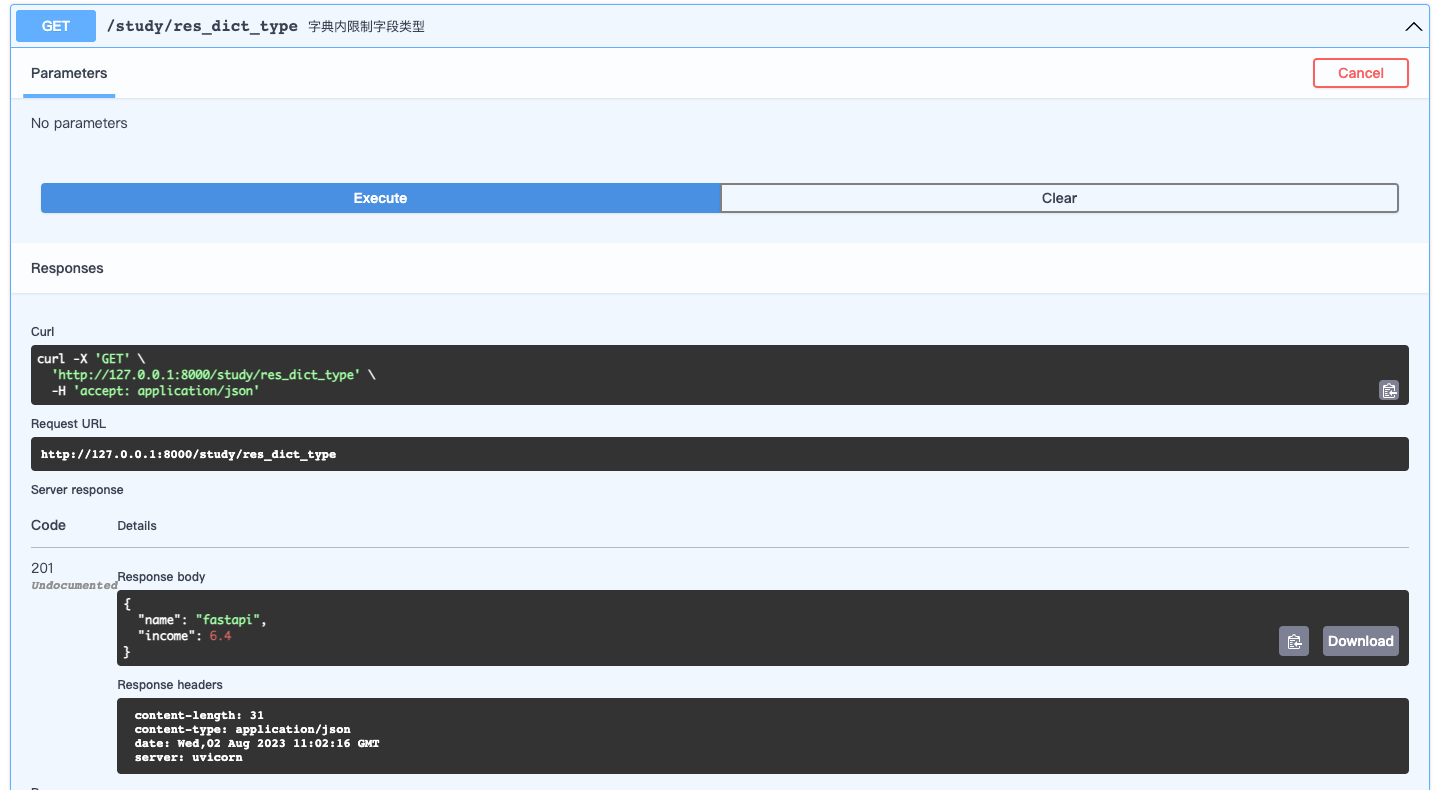 GET /study/res_dict_type 字典内限制字段类型
Parameters
Cancel
No parameters
Execute
Clear
Responses
Curl
curl -X 'GET' \
'http://127.0.0.1:8000/study/res_dict_type' \
-H 'accept: application/json'
Request URL
http://127.0.0.1:8000/study/res_dict_type
Server response
Code Details
201
Undocumented
Response body
{
"name": "fastapi",
"income": 6.4
}
Download
Response headers
content-length: 31
content-type: application/json
date: Wed,02 Aug 2023 11:02:16 GMT
server: uvicorn